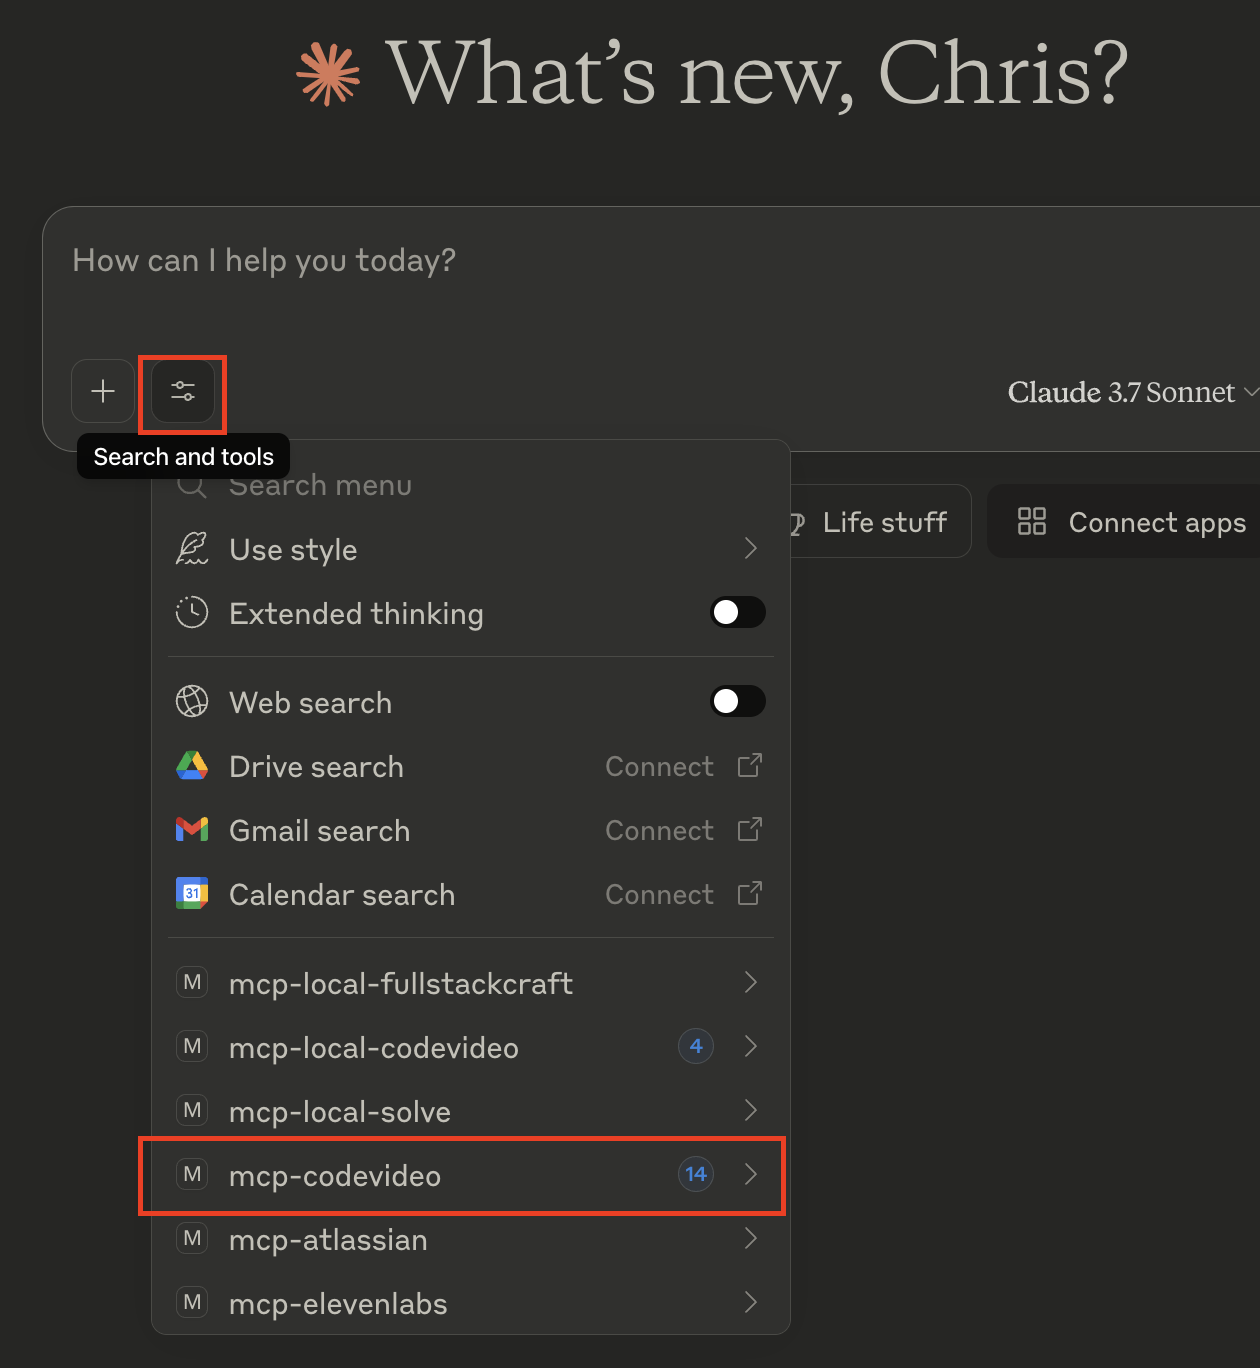 What's new, Chris?
How can I help you today?
Claude 3.7 Sonnet
Search and tools
Search menu
Life stuff
Connect apps
Use style
Extended thinking
Web search
Drive search Connect
Gmail search Connect
31 Calendar search Connect
M mcp-local-fullstackcraft
M mcp-local-codevideo 4
M mcp-local-solve
M mcp-codevideo 14
M mcp-atlassian
M mcp-elevenlabs